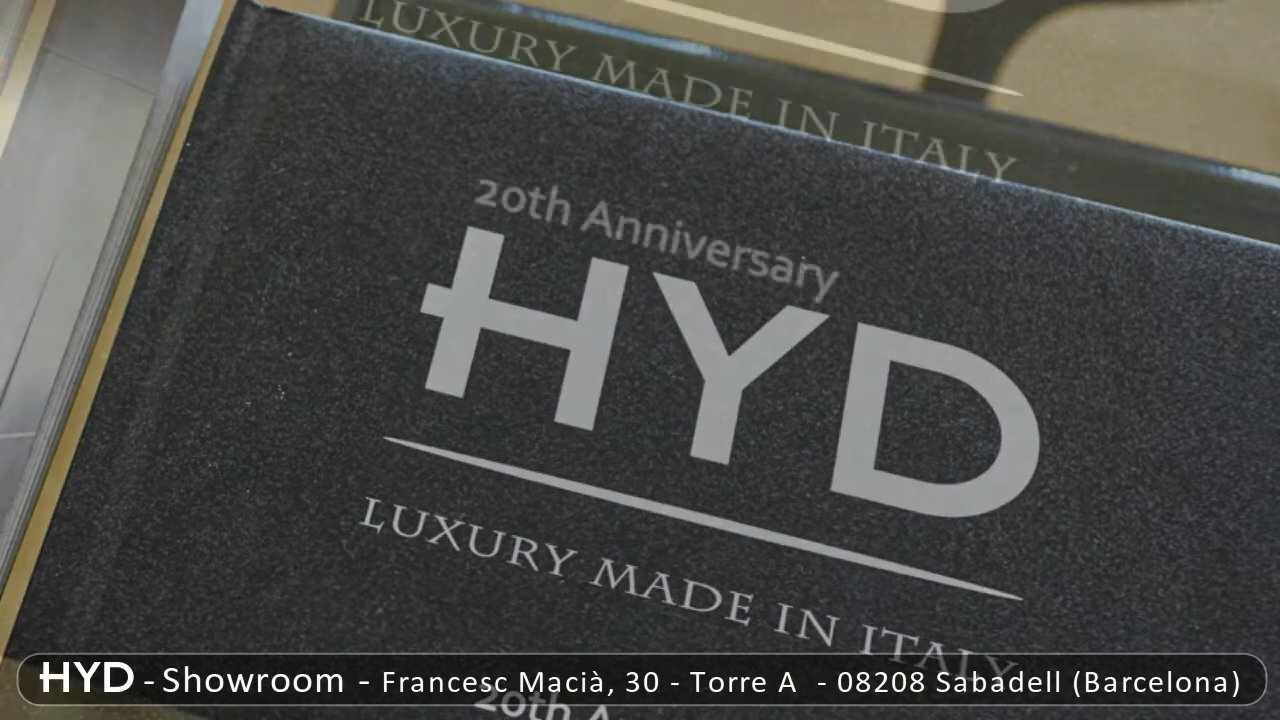 LUXURY MADE IN ITALY
20th Anniversary
HYD
LUXURY MADE IN ITALY
HYD - Showroom - Francesc Macià, 30 - Torre A - 08208 Sabadell (Barcelona)
20th A